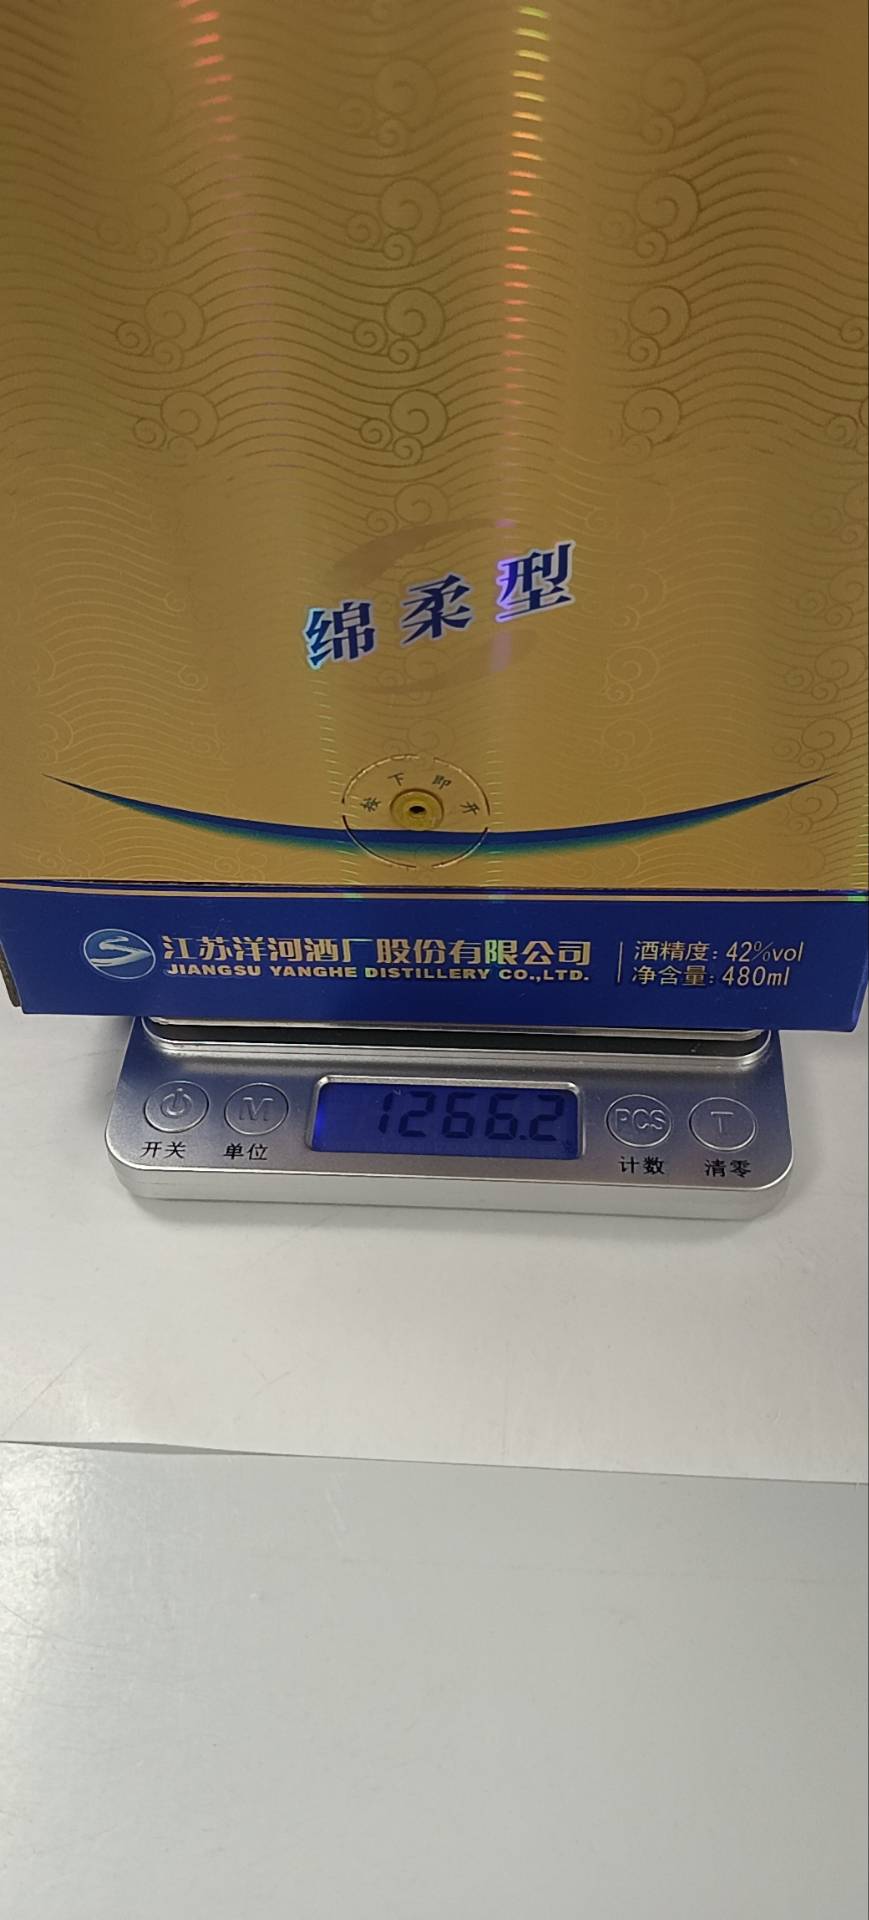 绵柔型
按下即开
江苏洋河酒厂股份有限公司
JIANGSU YANGHE DISTILLERY CO.,LTD.
酒精度: 42%vol
净含量: 480ml
1266.2
M
PCS
T
开关
单位
计数
清零